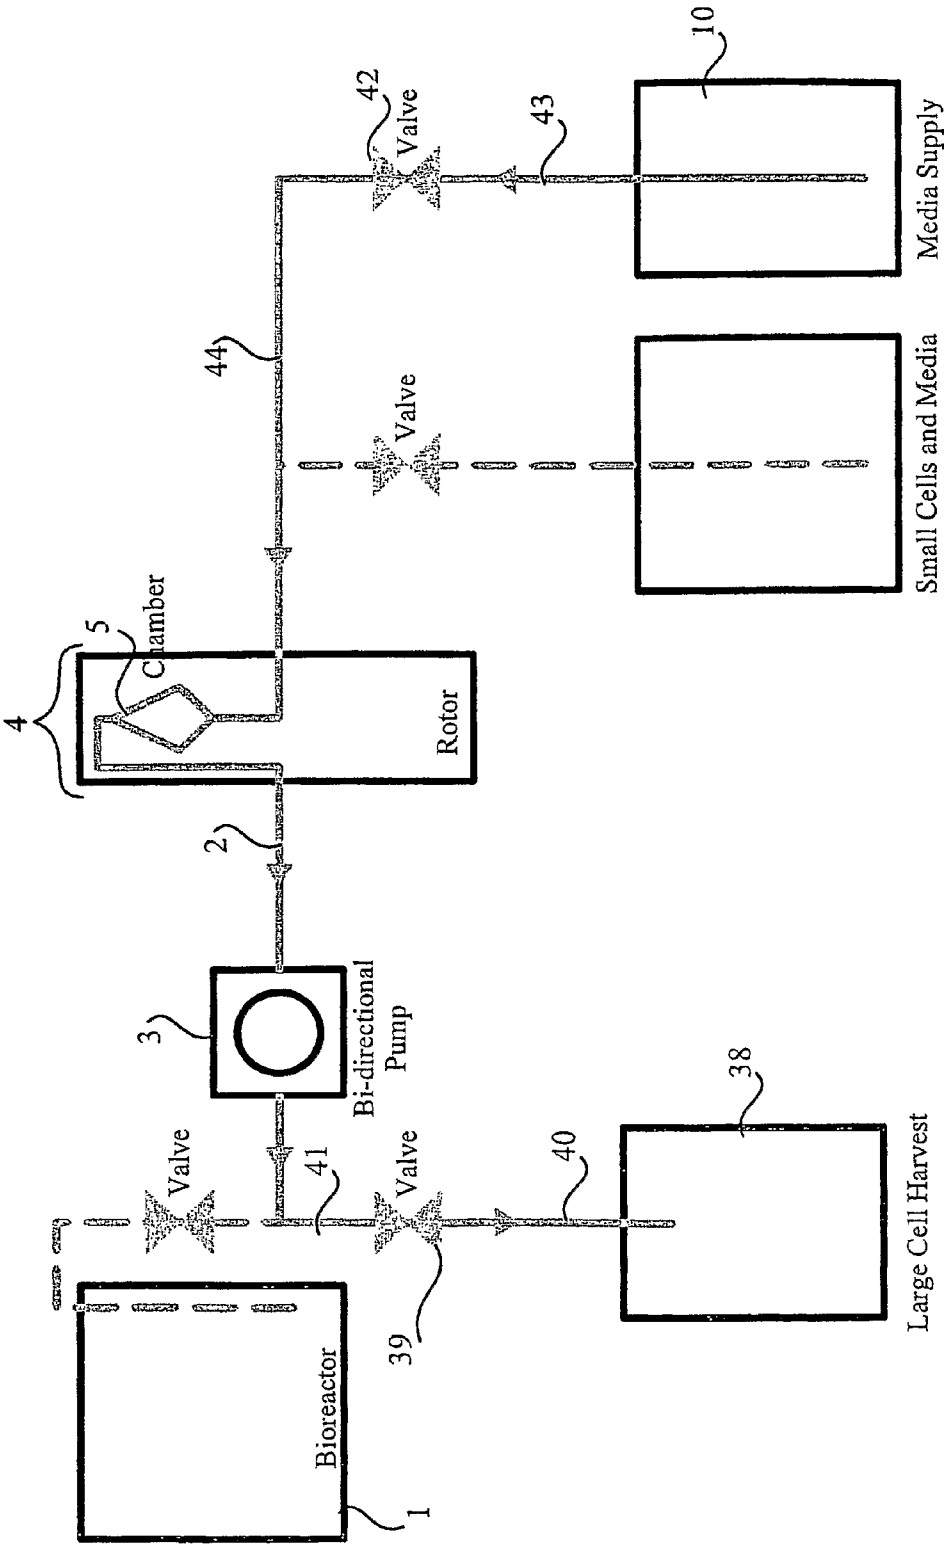 Bioreactor
1
Valve
41
Valve
39
40
38
Large Cell Harvest
3
Bi-directional
Pump
2
4
5
Chamber
Rotor
44
Valve
Small Cells and Media
42
Valve
43
10
Media Supply